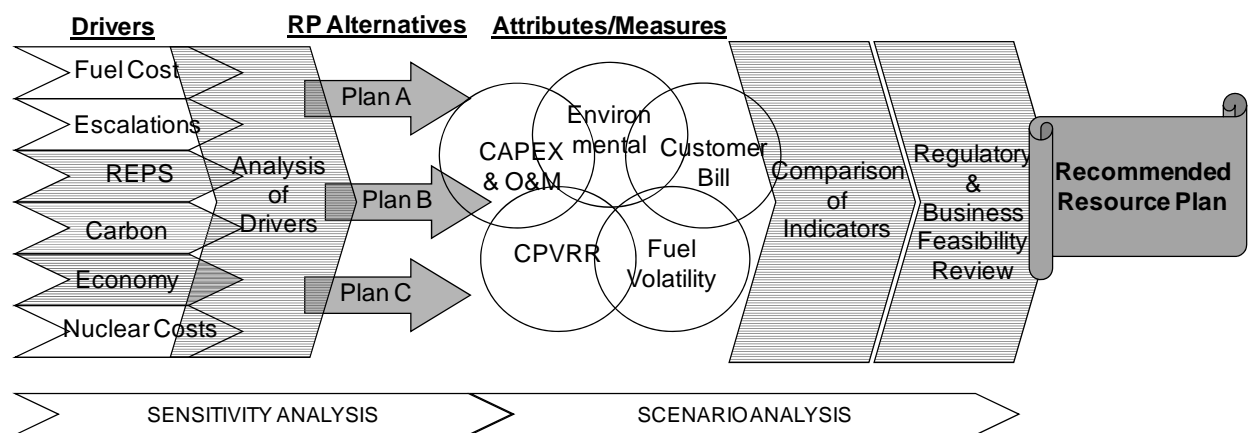 Drivers
RP Alternatives
Attributes/Measures
Fuel Cost
Escalations
REPS
Carbon
Economy
Nuclear Costs
Analysis
of
Drivers
Plan A
Plan B
Plan C
CAPEX
& O&M
Environ
mental
Customer
Bill
CPVRR
Fuel
Volatility
Comparison
of
Indicators
Regulatory
&
Business
Feasibility
Review
Recommended
Resource Plan
SENSITIVITY ANALYSIS
SCENARIO ANALYSIS